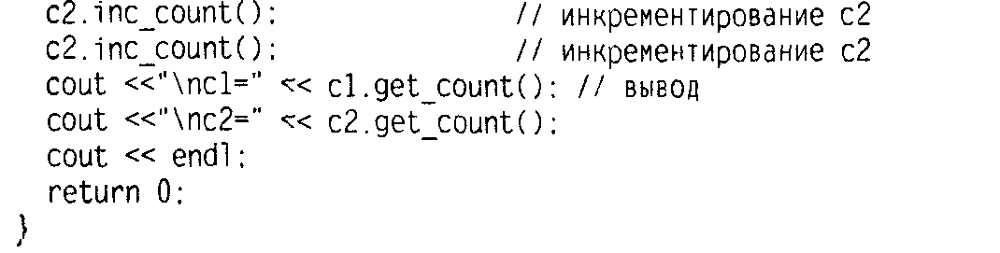 c2.inc_count(); // инкрементирование c2
c2.inc_count(); // инкрементирование c2
cout <<"\nc1=" << c1.get_count(); // вывод
cout <<"\nc2=" << c2.get_count();
cout << endl;
return 0;
}